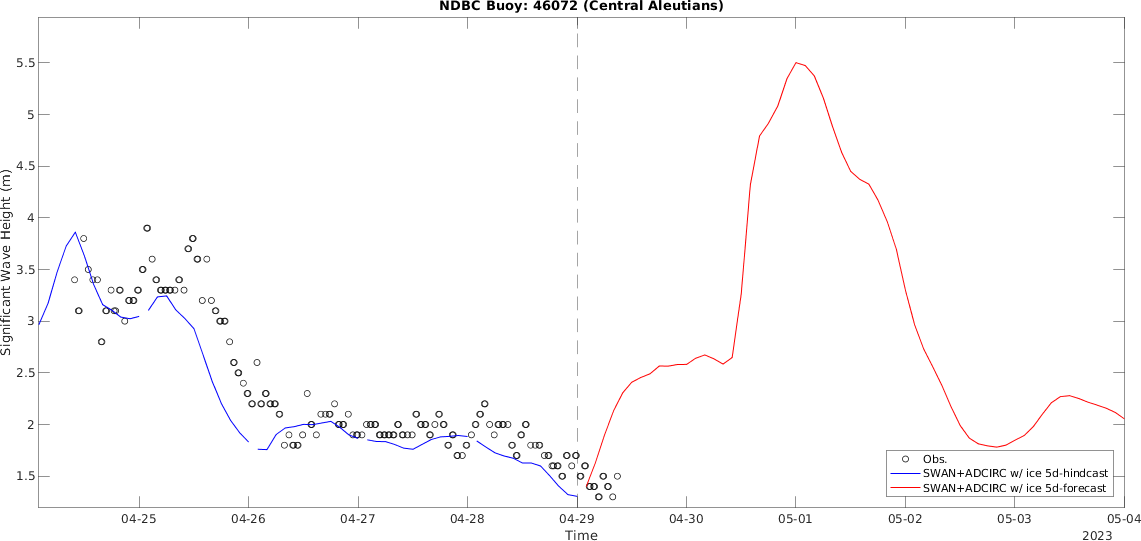 NDBC Buoy: 46072 (Central Aleutians)
Significant Wave Height (m)
5.5
5
4.5
4
3.5
3
2.5
2
1.5
Obs.
SWAN+ADCIRC w/ ice 5d-hindcast
SWAN+ADCIRC w/ ice 5d-forecast
04-25 04-26 04-27 04-28 04-29 04-30 05-01 05-02 05-03 05-04
Time
2023